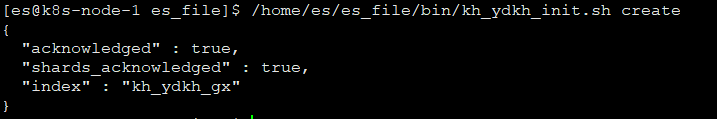 [es@k8s-node-1 es_file]$ /home/es/es_file/bin/kh_ydkh_init.sh create
{
  "acknowledged" : true,
  "shards_acknowledged" : true,
  "index" : "kh_ydkh_gx"
}